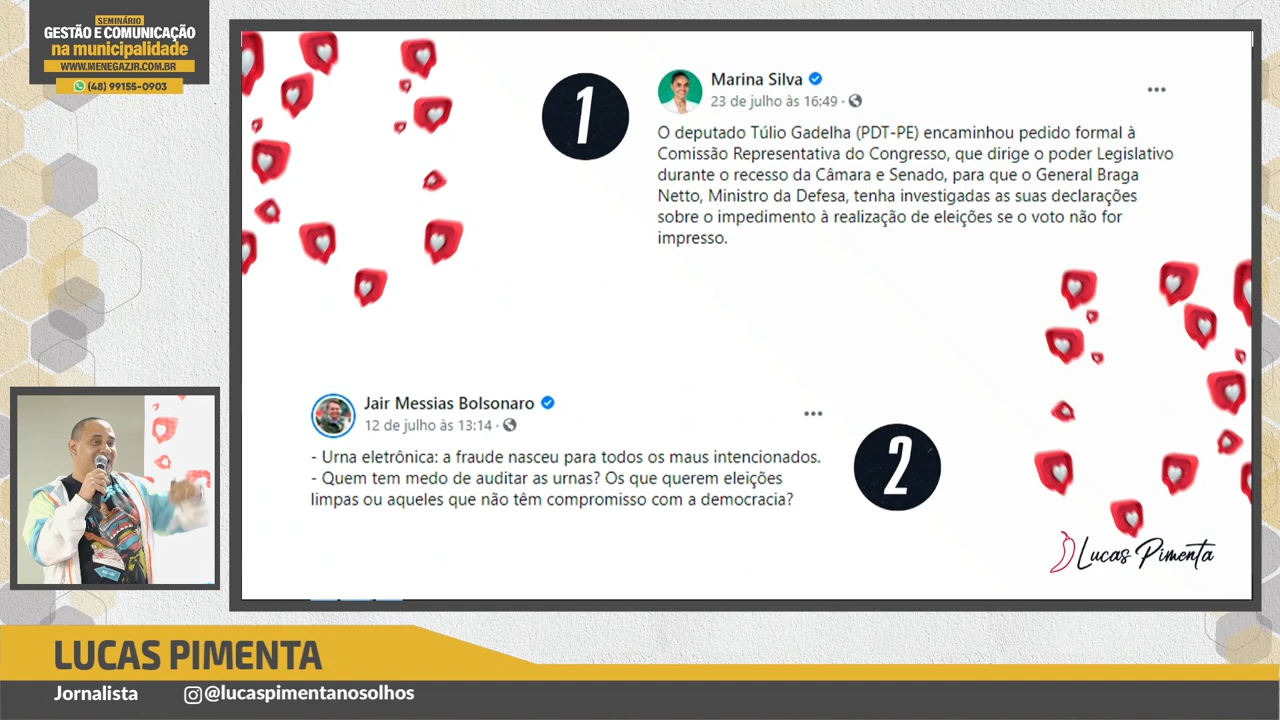 SEMINÁRIO
GESTÃO E COMUNICAÇÃO
na municipalidade
WWW.MENEGAZJR.COM.BR
(48) 99155-0903
1
Marina Silva
23 de julho às 16:49 ·
O deputado Túlio Gadelha (PDT-PE) encaminhou pedido formal à
Comissão Representativa do Congresso, que dirige o poder Legislativo
durante o recesso da Câmara e Senado, para que o General Braga
Netto, Ministro da Defesa, tenha investigadas as suas declarações
sobre o impedimento à realização de eleições se o voto não for
impresso.
Jair Messias Bolsonaro
12 de julho às 13:14 ·
- Urna eletrônica: a fraude nasceu para todos os maus intencionados.
- Quem tem medo de auditar as urnas? Os que querem eleições
limpas ou aqueles que não têm compromisso com a democracia?
2
Lucas Pimenta
LUCAS PIMENTA
Jornalista
@lucaspimentanosolhos